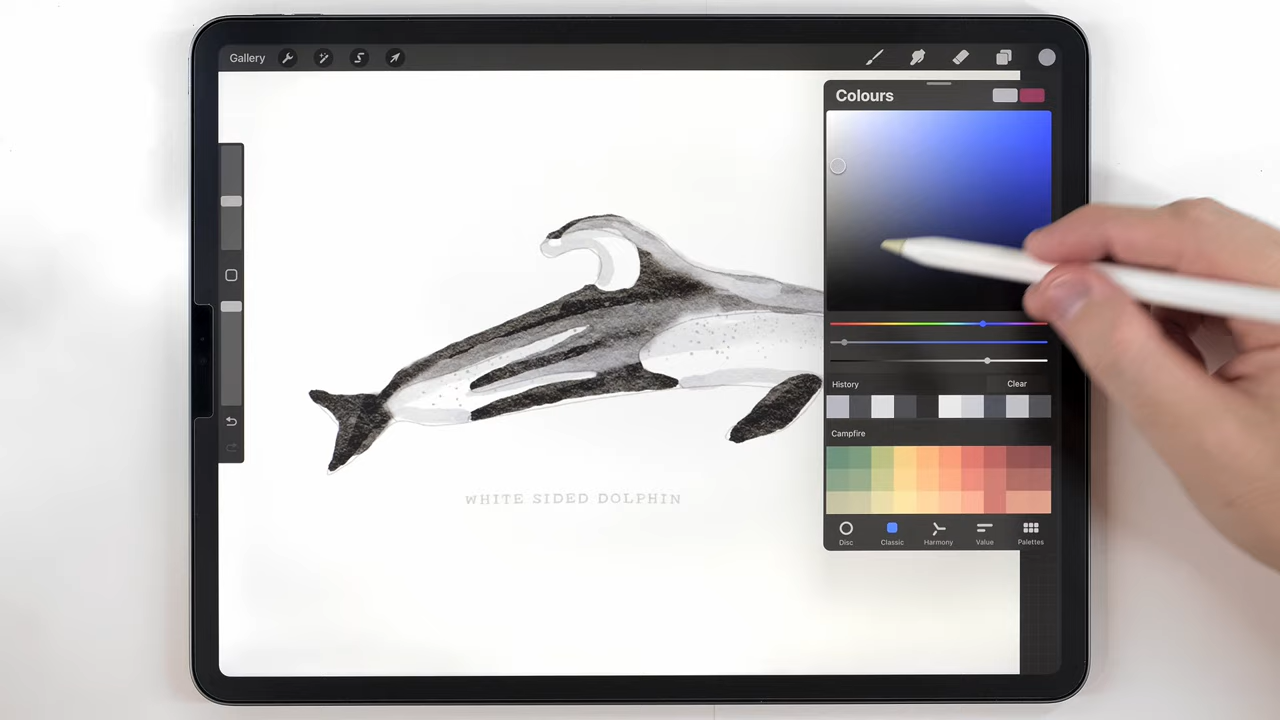 Gallery
Colours
History
Clear
Campfire
Disc
Classic
Harmony
Value
Palettes
WHITE SIDED DOLPHIN